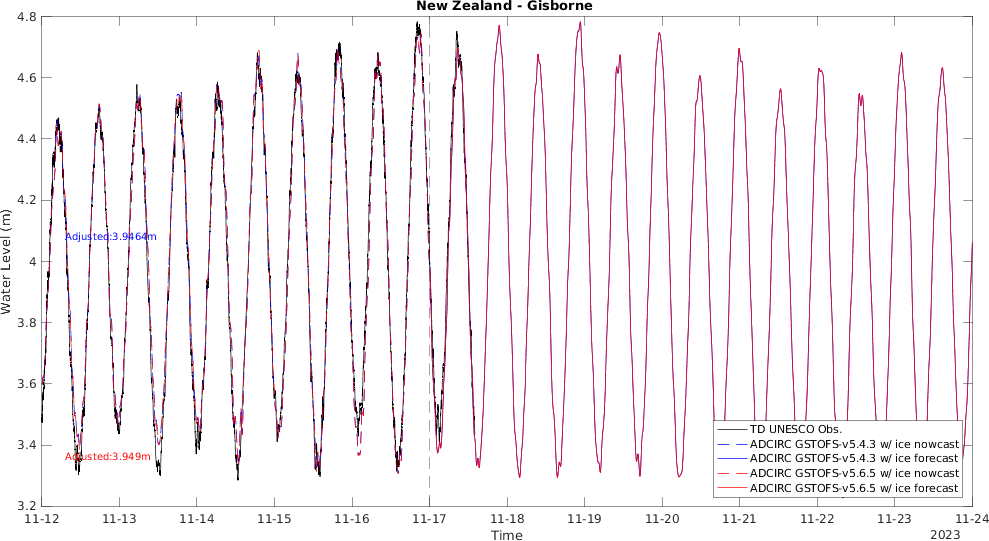 New Zealand - Gisborne
Water Level (m)
4.8
4.6
4.4
4.2
4
3.8
3.6
3.4
3.2
Adjusted:3.9464m
Adjusted:3.949m
TD UNESCO Obs.
ADCIRC GSTOFS-v5.4.3 w/ ice nowcast
ADCIRC GSTOFS-v5.4.3 w/ ice forecast
ADCIRC GSTOFS-v5.6.5 w/ ice nowcast
ADCIRC GSTOFS-v5.6.5 w/ ice forecast
11-12 11-13 11-14 11-15 11-16 11-17 11-18 11-19 11-20 11-21 11-22 11-23 11-24
Time
2023